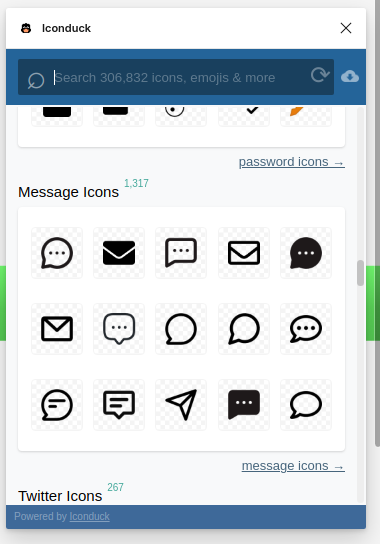 Iconduck
Search 306,832 icons, emojis & more
password icons →
Message Icons 1,317
message icons →
Twitter Icons 267
Powered by Iconduck